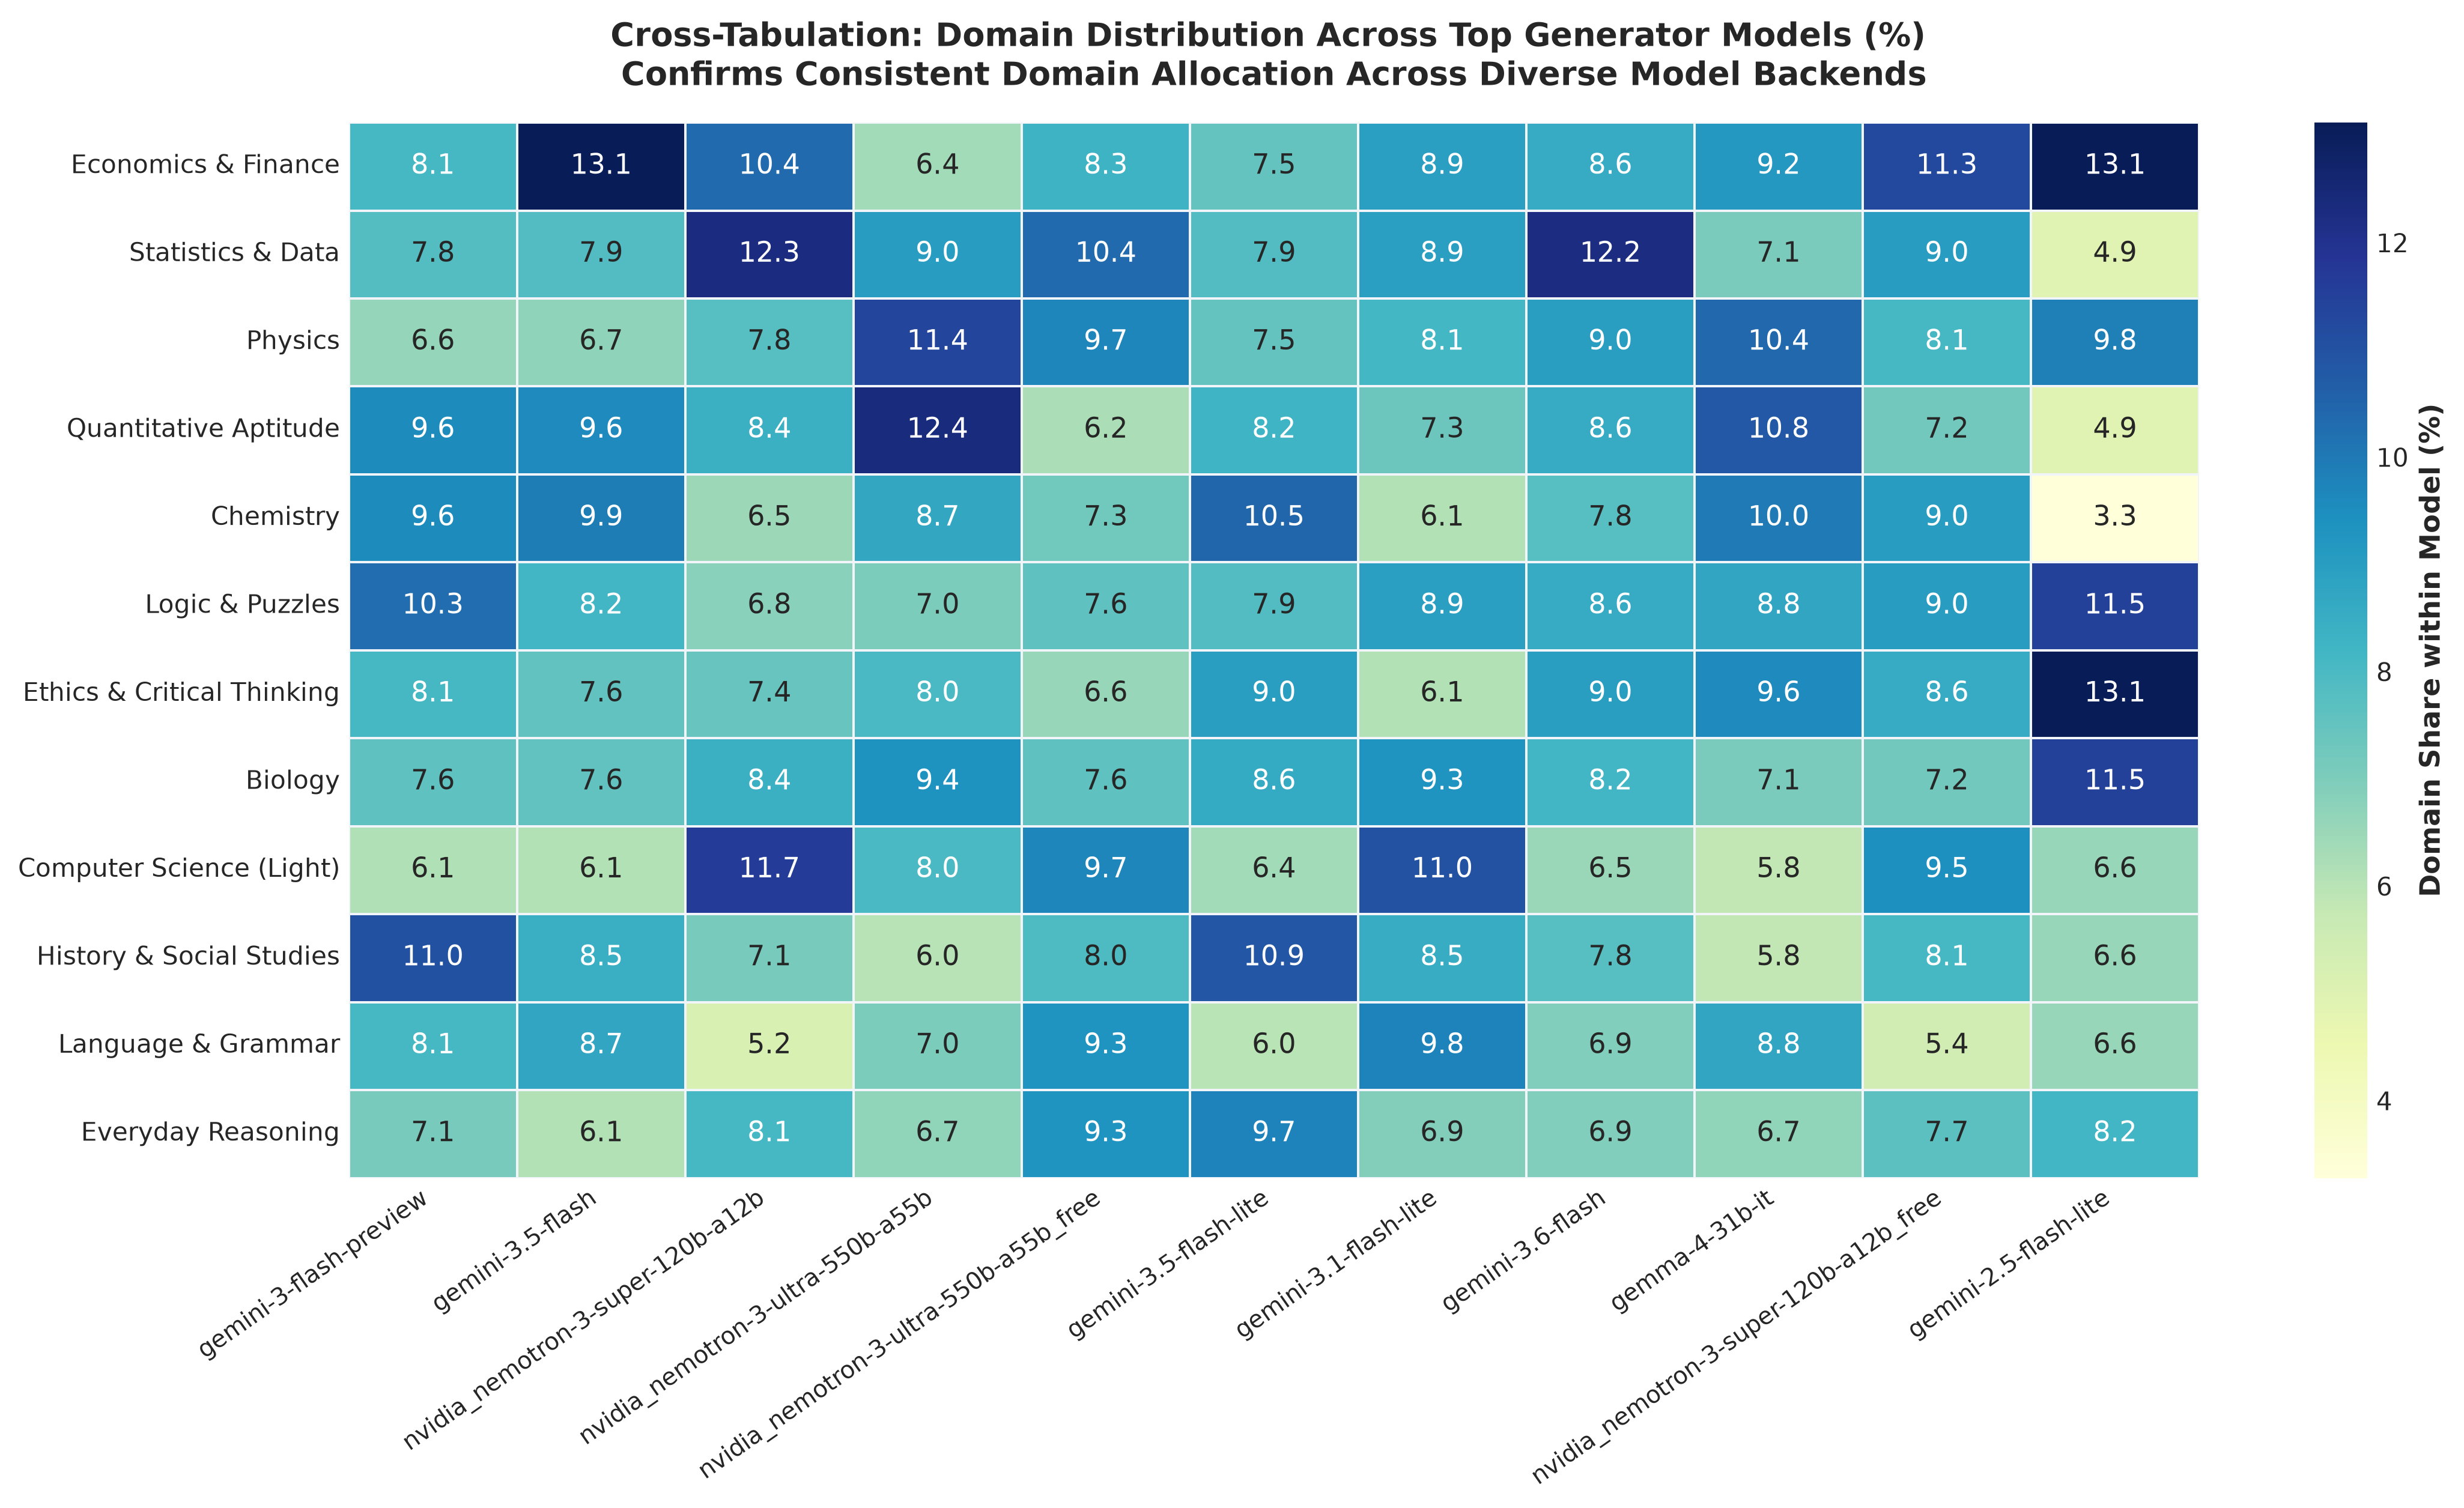 Cross-Tabulation: Domain Distribution Across Top Generator Models (%)
Confirms Consistent Domain Allocation Across Diverse Model Backends
Economics & Finance 8.1 13.1 10.4 6.4 8.3 7.5 8.9 8.6 9.2 11.3 13.1
Statistics & Data 7.8 7.9 12.3 9.0 10.4 7.9 8.9 12.2 7.1 9.0 4.9
Physics 6.6 6.7 7.8 11.4 9.7 7.5 8.1 9.0 10.4 8.1 9.8
Quantitative Aptitude 9.6 9.6 8.4 12.4 6.2 8.2 7.3 8.6 10.8 7.2 4.9
Chemistry 9.6 9.9 6.5 8.7 7.3 10.5 6.1 7.8 10.0 9.0 3.3
Logic & Puzzles 10.3 8.2 6.8 7.0 7.6 7.9 8.9 8.6 8.8 9.0 11.5
Ethics & Critical Thinking 8.1 7.6 7.4 8.0 6.6 9.0 6.1 9.0 9.6 8.6 13.1
Biology 7.6 7.6 8.4 9.4 7.6 8.6 9.3 8.2 7.1 7.2 11.5
Computer Science (Light) 6.1 6.1 11.7 8.0 9.7 6.4 11.0 6.5 5.8 9.5 6.6
History & Social Studies 11.0 8.5 7.1 6.0 8.0 10.9 8.5 7.8 5.8 8.1 6.6
Language & Grammar 8.1 8.7 5.2 7.0 9.3 6.0 9.8 6.9 8.8 5.4 6.6
Everyday Reasoning 7.1 6.1 8.1 6.7 9.3 9.7 6.9 6.9 6.7 7.7 8.2
gemini-3-flash-preview
gemini-3.5-flash
nvidia_nemotron-3-super-120b-a12b
nvidia_nemotron-3-ultra-550b-a55b
nvidia_nemotron-3-ultra-550b-a55b_free
gemini-3.5-flash-lite
gemini-3.1-flash-lite
gemini-3.6-flash
gemma-4-31b-it
nvidia_nemotron-3-super-120b-a12b_free
gemini-2.5-flash-lite
12
10
8
6
4
Domain Share within Model (%)